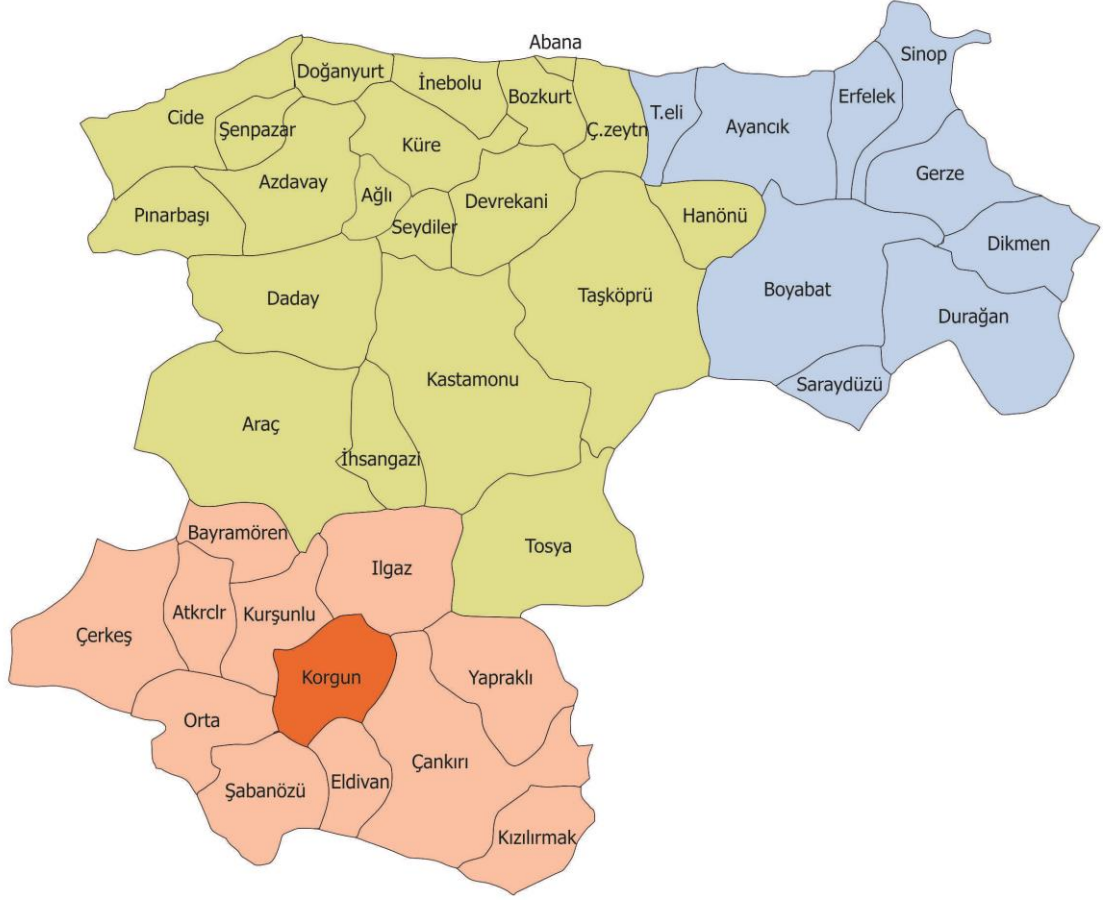 Abana
Sinop
Doğanyurt
İnebolu
Bozkurt
Erfelek
T.eli
Cide
Şenpazar
Ayancık
Ç.zeytn
Küre
Gerze
Azdavay
Ağlı
Devrekani
Pınarbaşı
Seydiler
Hanönü
Dikmen
Daday
Taşköprü
Boyabat
Durağan
Kastamonu
Saraydüzü
Araç
İhsangazi
Bayramören
Tosya
Ilgaz
Atkrclr
Kurşunlu
Çerkeş
Korgun
Yapraklı
Orta
Çankırı
Eldivan
Şabanözü
Kızılırmak